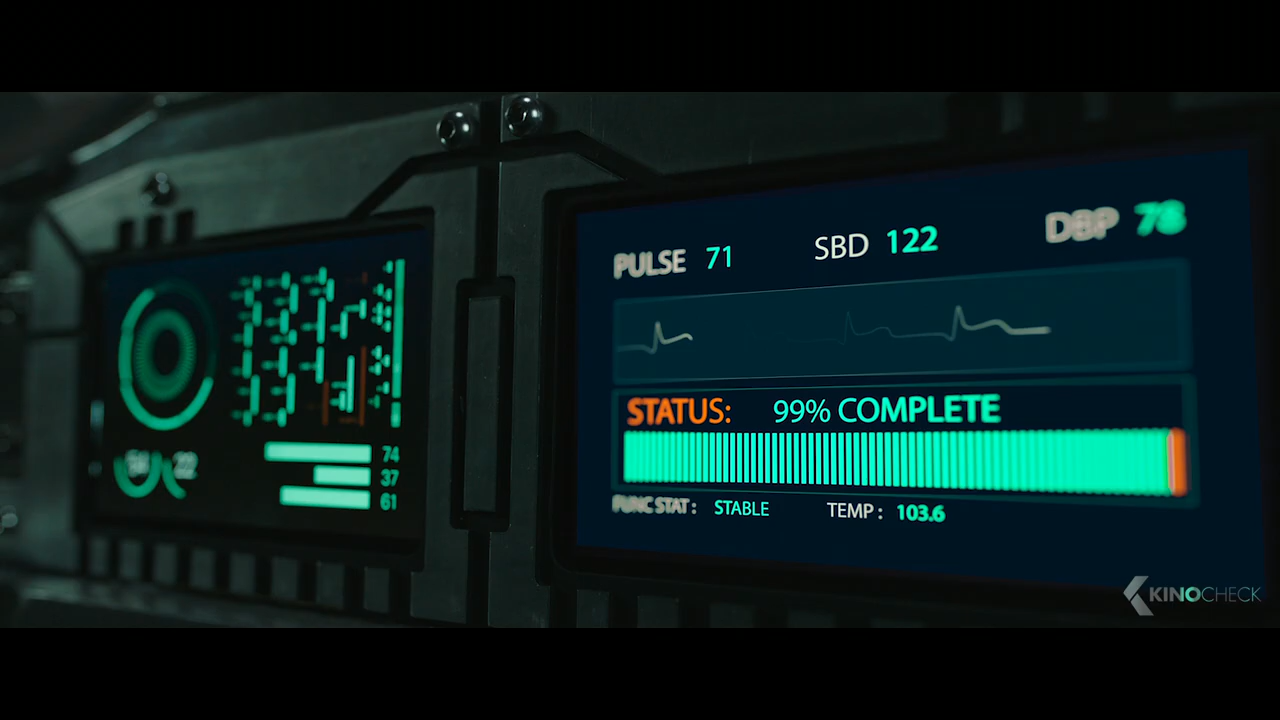 PULSE 71 SBD 122 DBP 78
STATUS: 99% COMPLETE
FUNC STAT: STABLE TEMP: 103.6
74
37
61
22
KINOCHECK